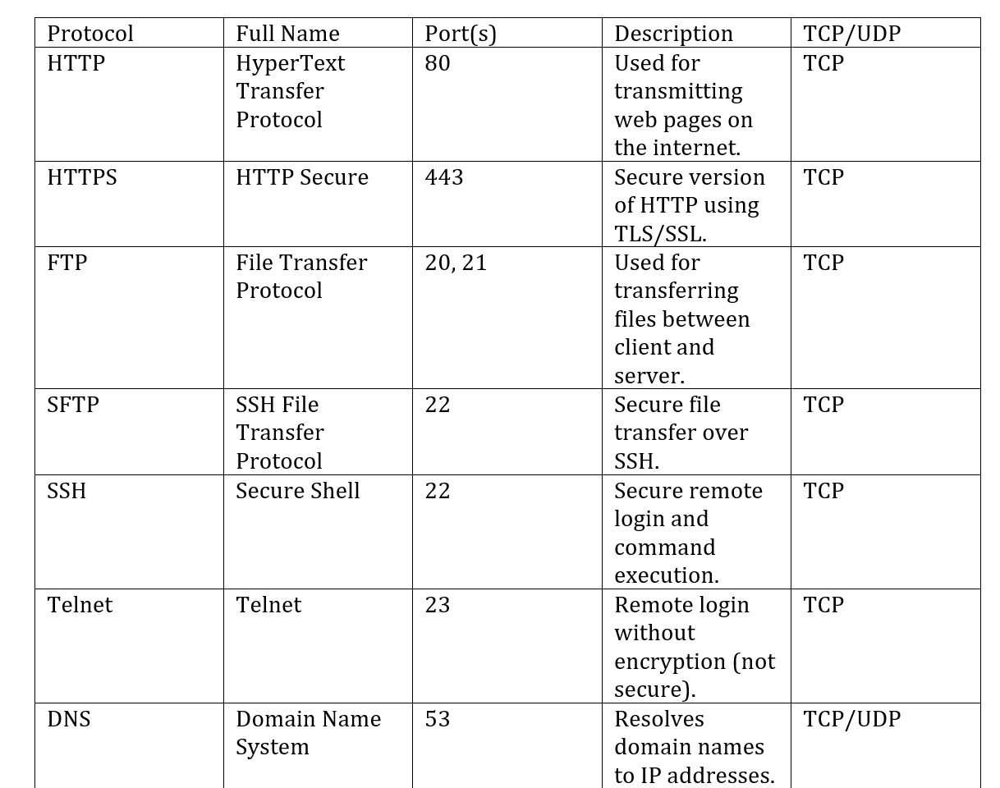 Protocol Full Name Port(s) Description TCP/UDP
HTTP HyperText 80 Used for TCP
Transfer transmitting
Protocol web pages on
the internet.
HTTPS HTTP Secure 443 Secure version TCP
of HTTP using
TLS/SSL.
FTP File Transfer 20, 21 Used for TCP
Protocol transferring
files between
client and
server.
SFTP SSH File 22 Secure file TCP
Transfer transfer over
Protocol SSH.
SSH Secure Shell 22 Secure remote TCP
login and
command
execution.
Telnet Telnet 23 Remote login TCP
without
encryption (not
secure).
DNS Domain Name 53 Resolves TCP/UDP
System domain names
to IP addresses.